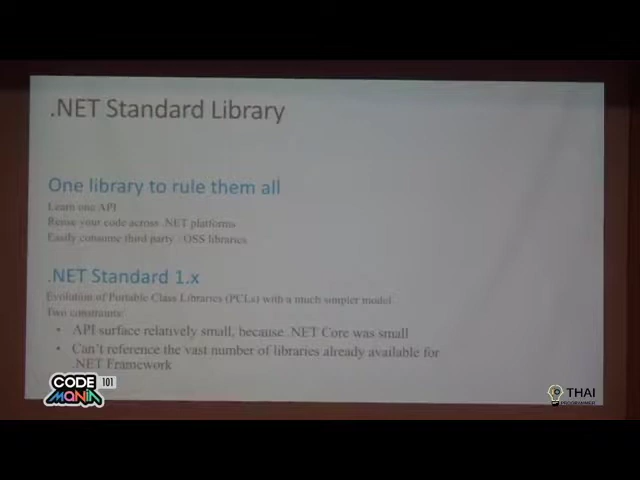 .NET Standard Library
One library to rule them all
Learn one API
Reuse your code across .NET platforms
Easily consume third party / OSS libraries
.NET Standard 1.x
Evolution of Portable Class Libraries (PCLs) with a much simpler model.
Two constraints:
• API surface relatively small, because .NET Core was small
• Can't reference the vast number of libraries already available for
.NET Framework
CODE 101
MANIA
THAI
PROGRAMMER